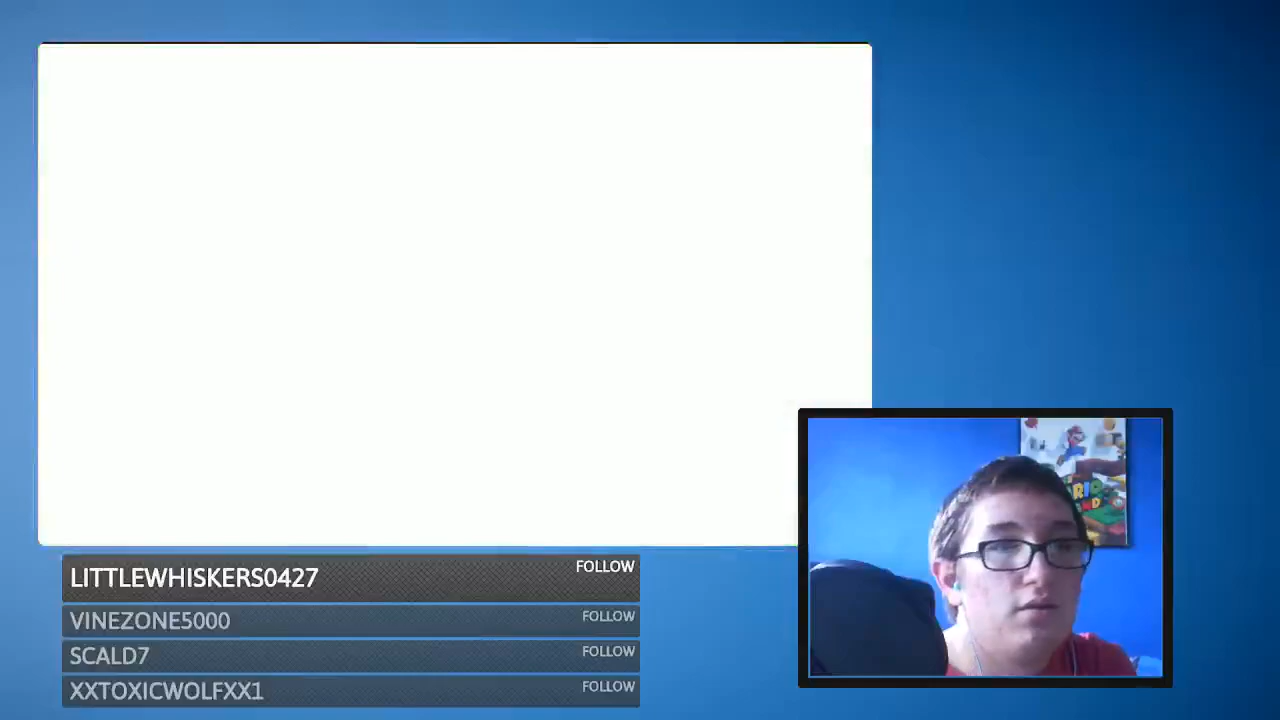 LITTLEWHISKERS0427 FOLLOW
VINEZONE5000 FOLLOW
SCALD7 FOLLOW
XXTOXICWOLFXX1 FOLLOW